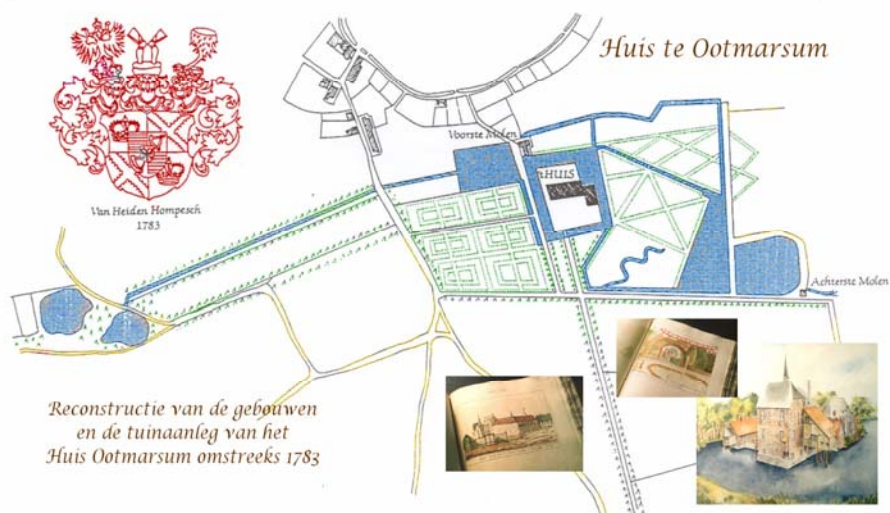 Huis te Ootmarsum
Voorste Molen
'tHUIS
Van Heiden Hompesch
1783
Achterste Molen
Reconstructie van de gebouwen
en de tuinaanleg van het
Huis Ootmarsum omstreeks 1783